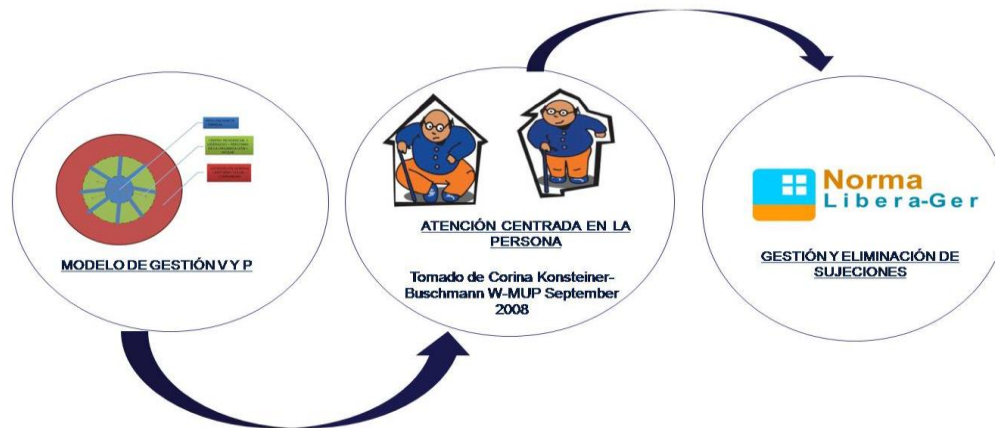 MODELO DE GESTIÓN V Y P
ATENCIÓN CENTRADA EN LA
PERSONA
Tomado de Corina Konsteiner-
Buschmann W-MUP September
2008
Norma
Libera-Ger
GESTIÓN Y ELIMINACIÓN DE
SUJECIONES